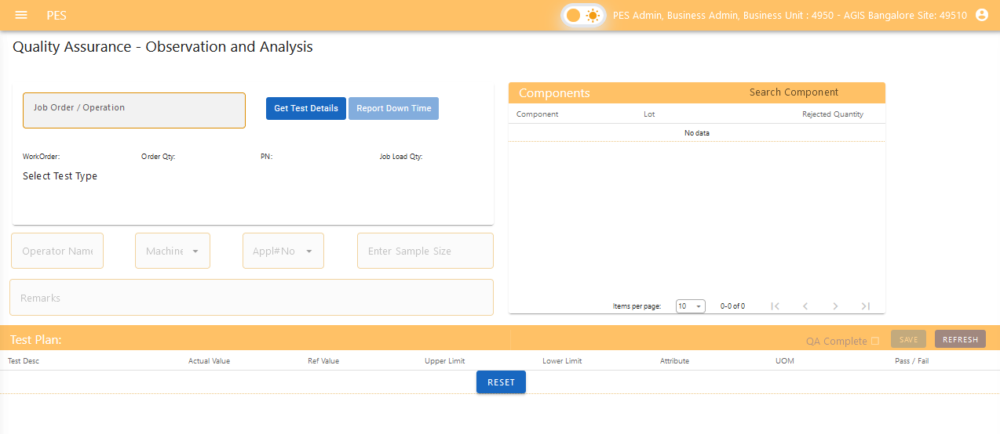 PES
PES Admin, Business Admin, Business Unit : 4950 - AGIS Bangalore Site: 49510
Quality Assurance - Observation and Analysis
Job Order / Operation
Get Test Details
Report Down Time
WorkOrder:
Order Qty:
PN:
Job Load Qty:
Select Test Type
Operator Name
Machine
Appl#No
Enter Sample Size
Remarks
Components
Search Component
Component
Lot
Rejected Quantity
No data
Items per page:
10
0-0 of 0
Test Plan:
QA Complete
SAVE
REFRESH
Test Desc
Actual Value
Ref Value
Upper Limit
Lower Limit
Attribute
UOM
Pass / Fail
RESET